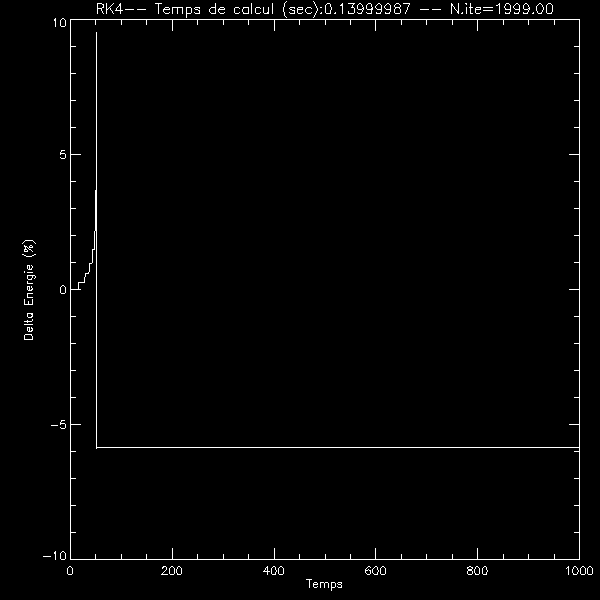 RK4-- Temps de calcul (sec):0.13999987 -- N.ite=1999.00
10
5
0
-5
-10
Delta Energie (%)
0 200 400 600 800 1000
Temps